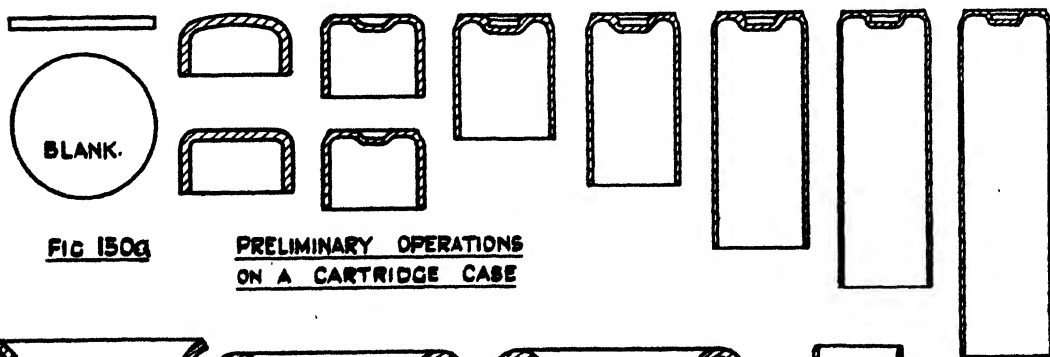 BLANK.
FIG 150a
PRELIMINARY OPERATIONS
ON A CARTRIDGE CASE